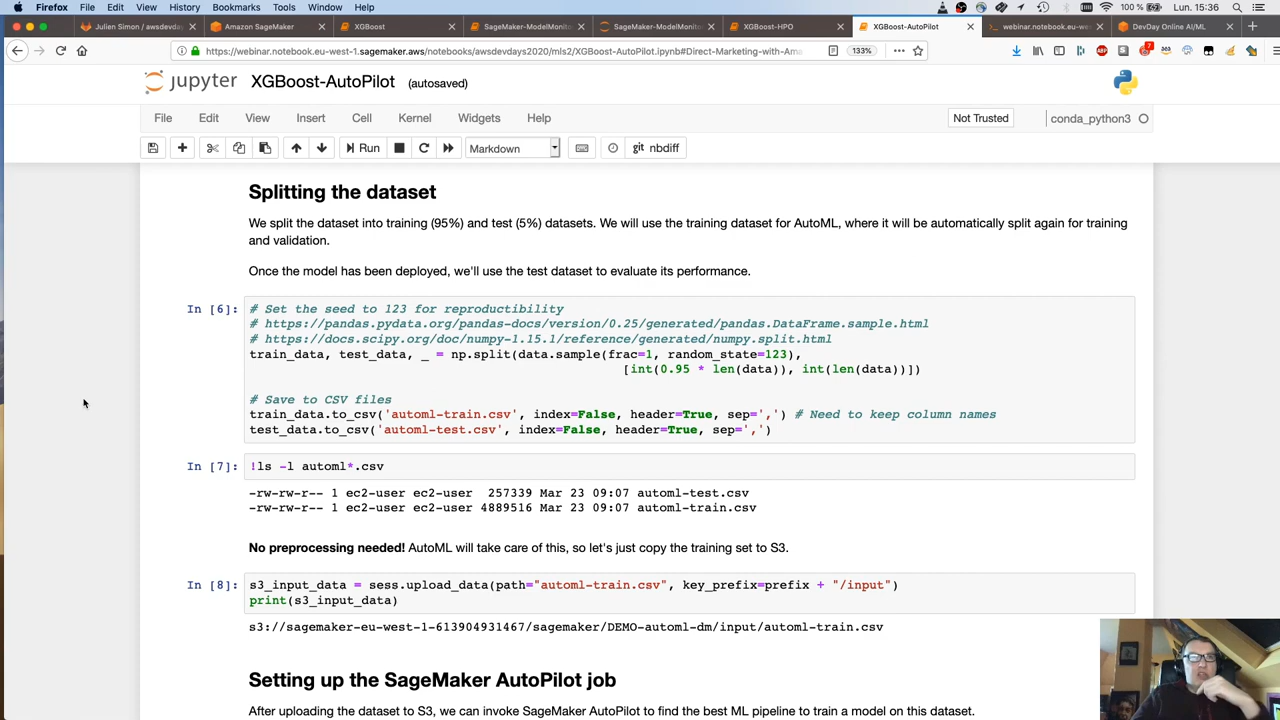 Firefox File Edit View History Bookmarks Tools Window Help 100 % Lun. 15:36
Julien Simon / awsdevday Amazon SageMaker XGBoost SageMaker-ModelMonitor SageMaker-ModelMonit XGBoost-HPO XGBoost-AutoPilot webinar.notebook.eu-west DevDay Online AI/ML
https://webinar.notebook.eu-west-1.sagemaker.aws/notebooks/awsdevdays2020/mls2/XGBoost-AutoPilot.ipynb#Direct-Marketing-with-Ama 133%
jupyter XGBoost-AutoPilot (autosaved)
File Edit View Insert Cell Kernel Widgets Help Not Trusted conda_python3
Run Markdown git nbdiff
Splitting the dataset
We split the dataset into training (95%) and test (5%) datasets. We will use the training dataset for AutoML, where it will be automatically split again for training
and validation.
Once the model has been deployed, we'll use the test dataset to evaluate its performance.
In [6]: # Set the seed to 123 for reproductibility
# https://pandas.pydata.org/pandas-docs/version/0.25/generated/pandas.DataFrame.sample.html
# https://docs.scipy.org/doc/numpy-1.15.1/reference/generated/numpy.split.html
train_data, test_data, _ = np.split(data.sample(frac=1, random_state=123),
[int(0.95 * len(data)), int(len(data))])
# Save to CSV files
train_data.to_csv('automl-train.csv', index=False, header=True, sep=',') # Need to keep column names
test_data.to_csv('automl-test.csv', index=False, header=True, sep=',')
In [7]: !ls -l automl*.csv
-rw-rw-r-- 1 ec2-user ec2-user 257339 Mar 23 09:07 automl-test.csv
-rw-rw-r-- 1 ec2-user ec2-user 4889516 Mar 23 09:07 automl-train.csv
No preprocessing needed! AutoML will take care of this, so let's just copy the training set to S3.
In [8]: s3_input_data = sess.upload_data(path="automl-train.csv", key_prefix=prefix + "/input")
print(s3_input_data)
s3://sagemaker-eu-west-1-613904931467/sagemaker/DEMO-automl-dm/input/automl-train.csv
Setting up the SageMaker AutoPilot job
After uploading the dataset to S3, we can invoke SageMaker AutoPilot to find the best ML pipeline to train a model on this dataset.